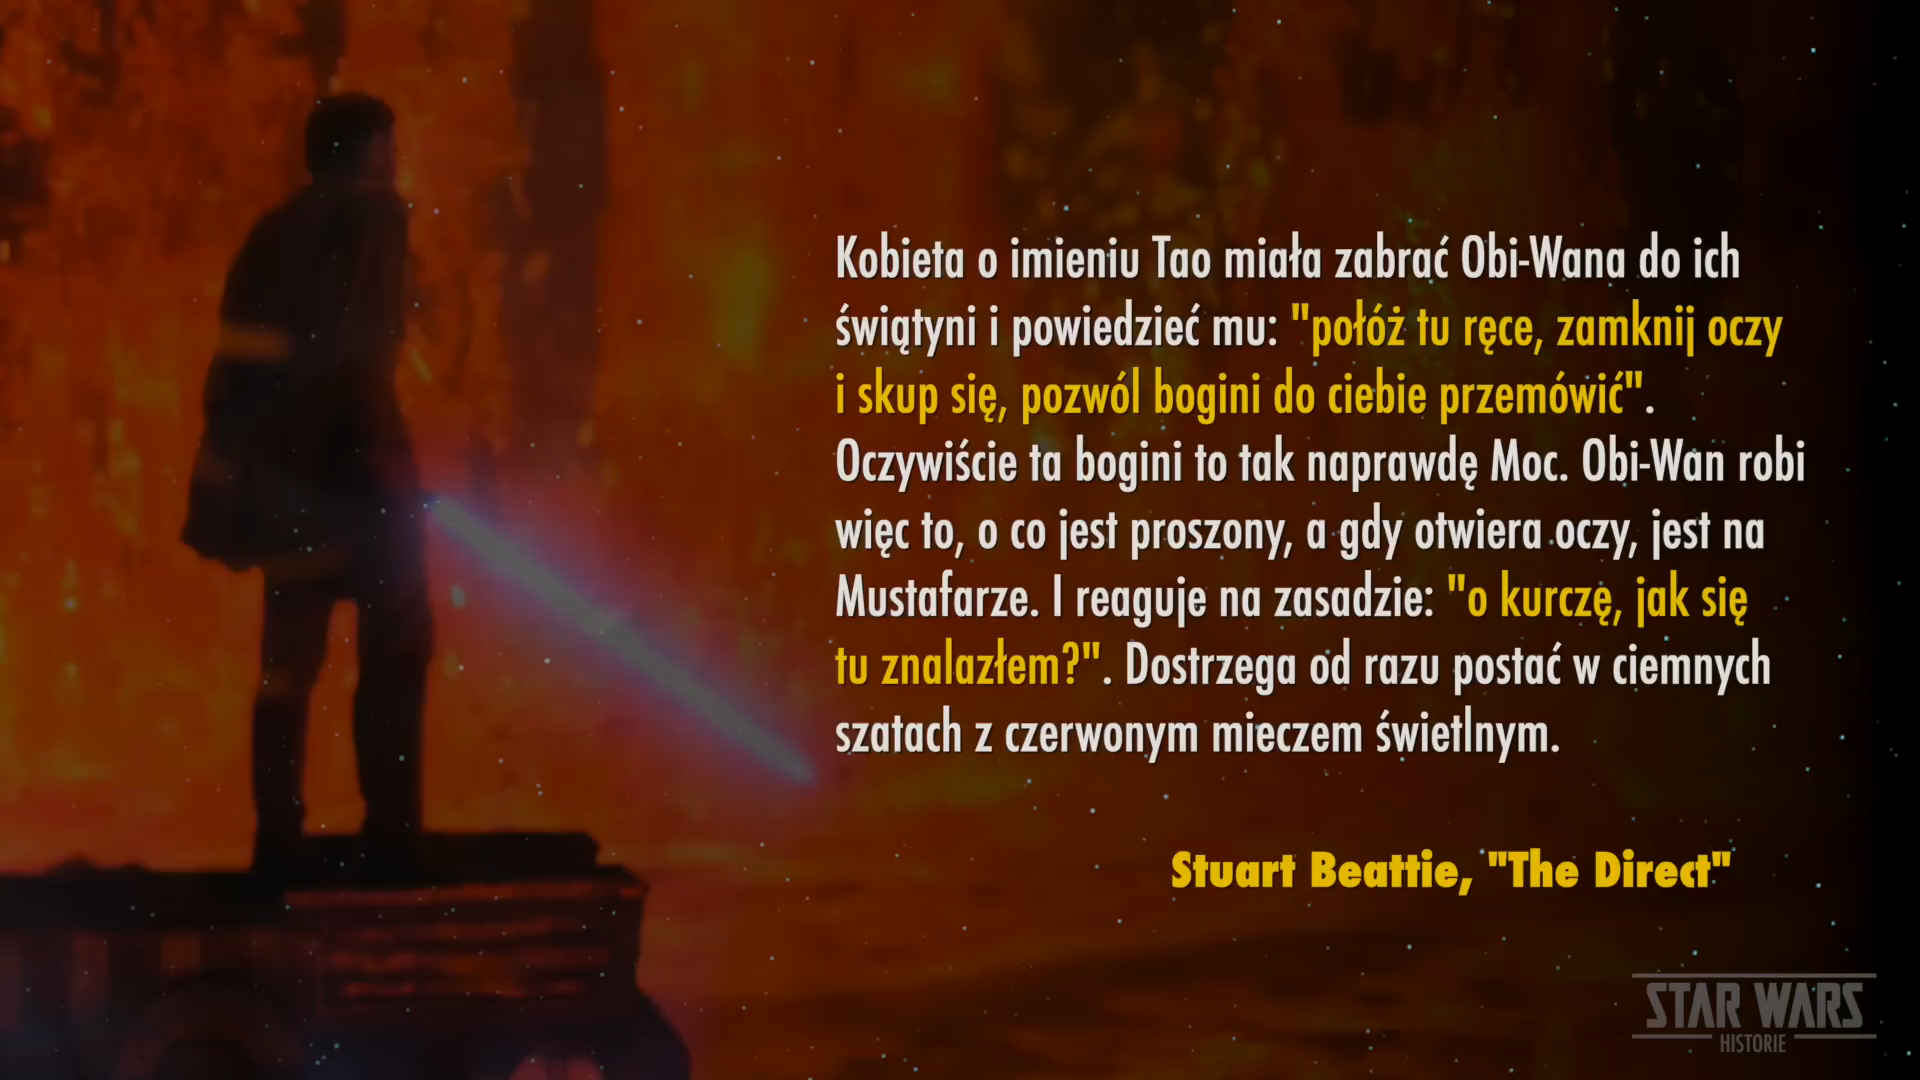 Kobieta o imieniu Tao miała zabrać Obi-Wana do ich
świątyni i powiedzieć mu: "połóż tu ręce, zamknij oczy
i skup się, pozwól bogini do ciebie przemówić".
Oczywiście ta bogini to tak naprawdę Moc. Obi-Wan robi
więc to, o co jest proszony, a gdy otwiera oczy, jest na
Mustafarze. I reaguje na zasadzie: "o kurczę, jak się
tu znalazłem?". Dostrzega od razu postać w ciemnych
szatach z czerwonym mieczem świetlnym.
Stuart Beattie, "The Direct"
STAR WARS
HISTORIE